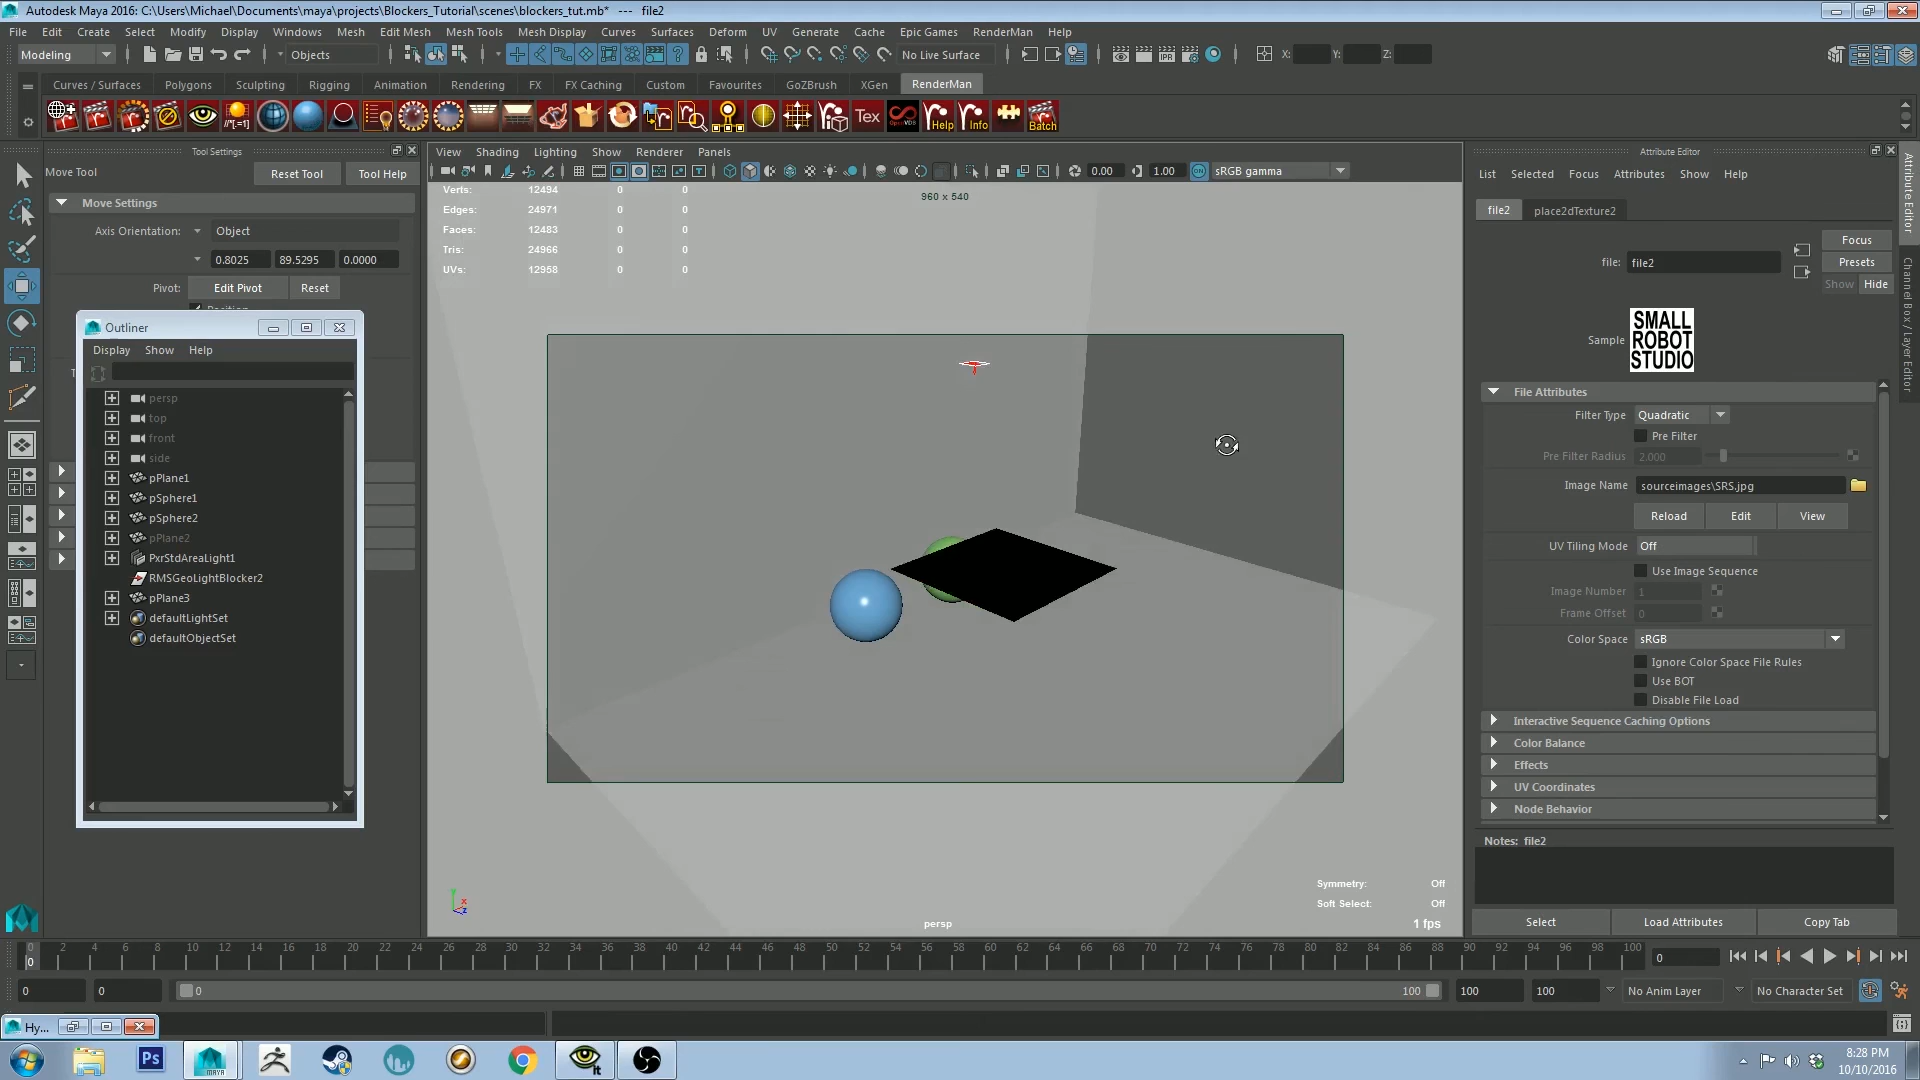 Autodesk Maya 2016: C:\Users\Michael\Documents\maya\projects\Blockers_Tutorial\scenes\blockers_tut.mb* --- file2
File Edit Create Select Modify Display Windows Mesh Edit Mesh Mesh Tools Mesh Display Curves Surfaces Deform UV Generate Cache Epic Games RenderMan Help
Modeling Objects No Live Surface X: Y: Z:
Curves / Surfaces Polygons Sculpting Rigging Animation Rendering FX FX Caching Custom Favourites GoZBrush XGen RenderMan
Tex Help Info Batch
Tool Settings
Move Tool Reset Tool Tool Help
Move Settings
Axis Orientation: Object
0.8025 89.5295 0.0000
Pivot: Edit Pivot Reset
Outliner
Display Show Help
persp
top
front
side
pPlane1
pSphere1
pSphere2
pPlane2
PxrStdAreaLight1
RMSGeoLightBlocker2
pPlane3
defaultLightSet
defaultObjectSet
View Shading Lighting Show Renderer Panels
0.00 1.00 sRGB gamma
Verts: 12494 0 0
Edges: 24971 0 0
Faces: 12483 0 0
Tris: 24966 0 0
UVs: 12958 0 0
960 x 540
Symmetry: Off
Soft Select: Off
persp
1 fps
Attribute Editor
List Selected Focus Attributes Show Help
file2 place2dTexture2
file: file2
Focus
Presets
Show Hide
Sample
SMALL
ROBOT
STUDIO
File Attributes
Filter Type Quadratic
Pre Filter
Pre Filter Radius 2.000
Image Name sourceimages\SRS.jpg
Reload Edit View
UV Tiling Mode Off
Use Image Sequence
Image Number 1
Frame Offset 0
Color Space sRGB
Ignore Color Space File Rules
Use BOT
Disable File Load
Interactive Sequence Caching Options
Color Balance
Effects
UV Coordinates
Node Behavior
Notes: file2
Select Load Attributes Copy Tab
Attribute Editor
Channel Box / Layer Editor
0 2 4 6 8 10 12 14 16 18 20 22 24 26 28 30 32 34 36 38 40 42 44 46 48 50 52 54 56 58 60 62 64 66 68 70 72 74 76 78 80 82 84 86 88 90 92 94 96 98 100
0 0
0 0 0 100 100 100 No Anim Layer No Character Set
Hy...
Ps MAYA it
8:28 PM
10/10/2016